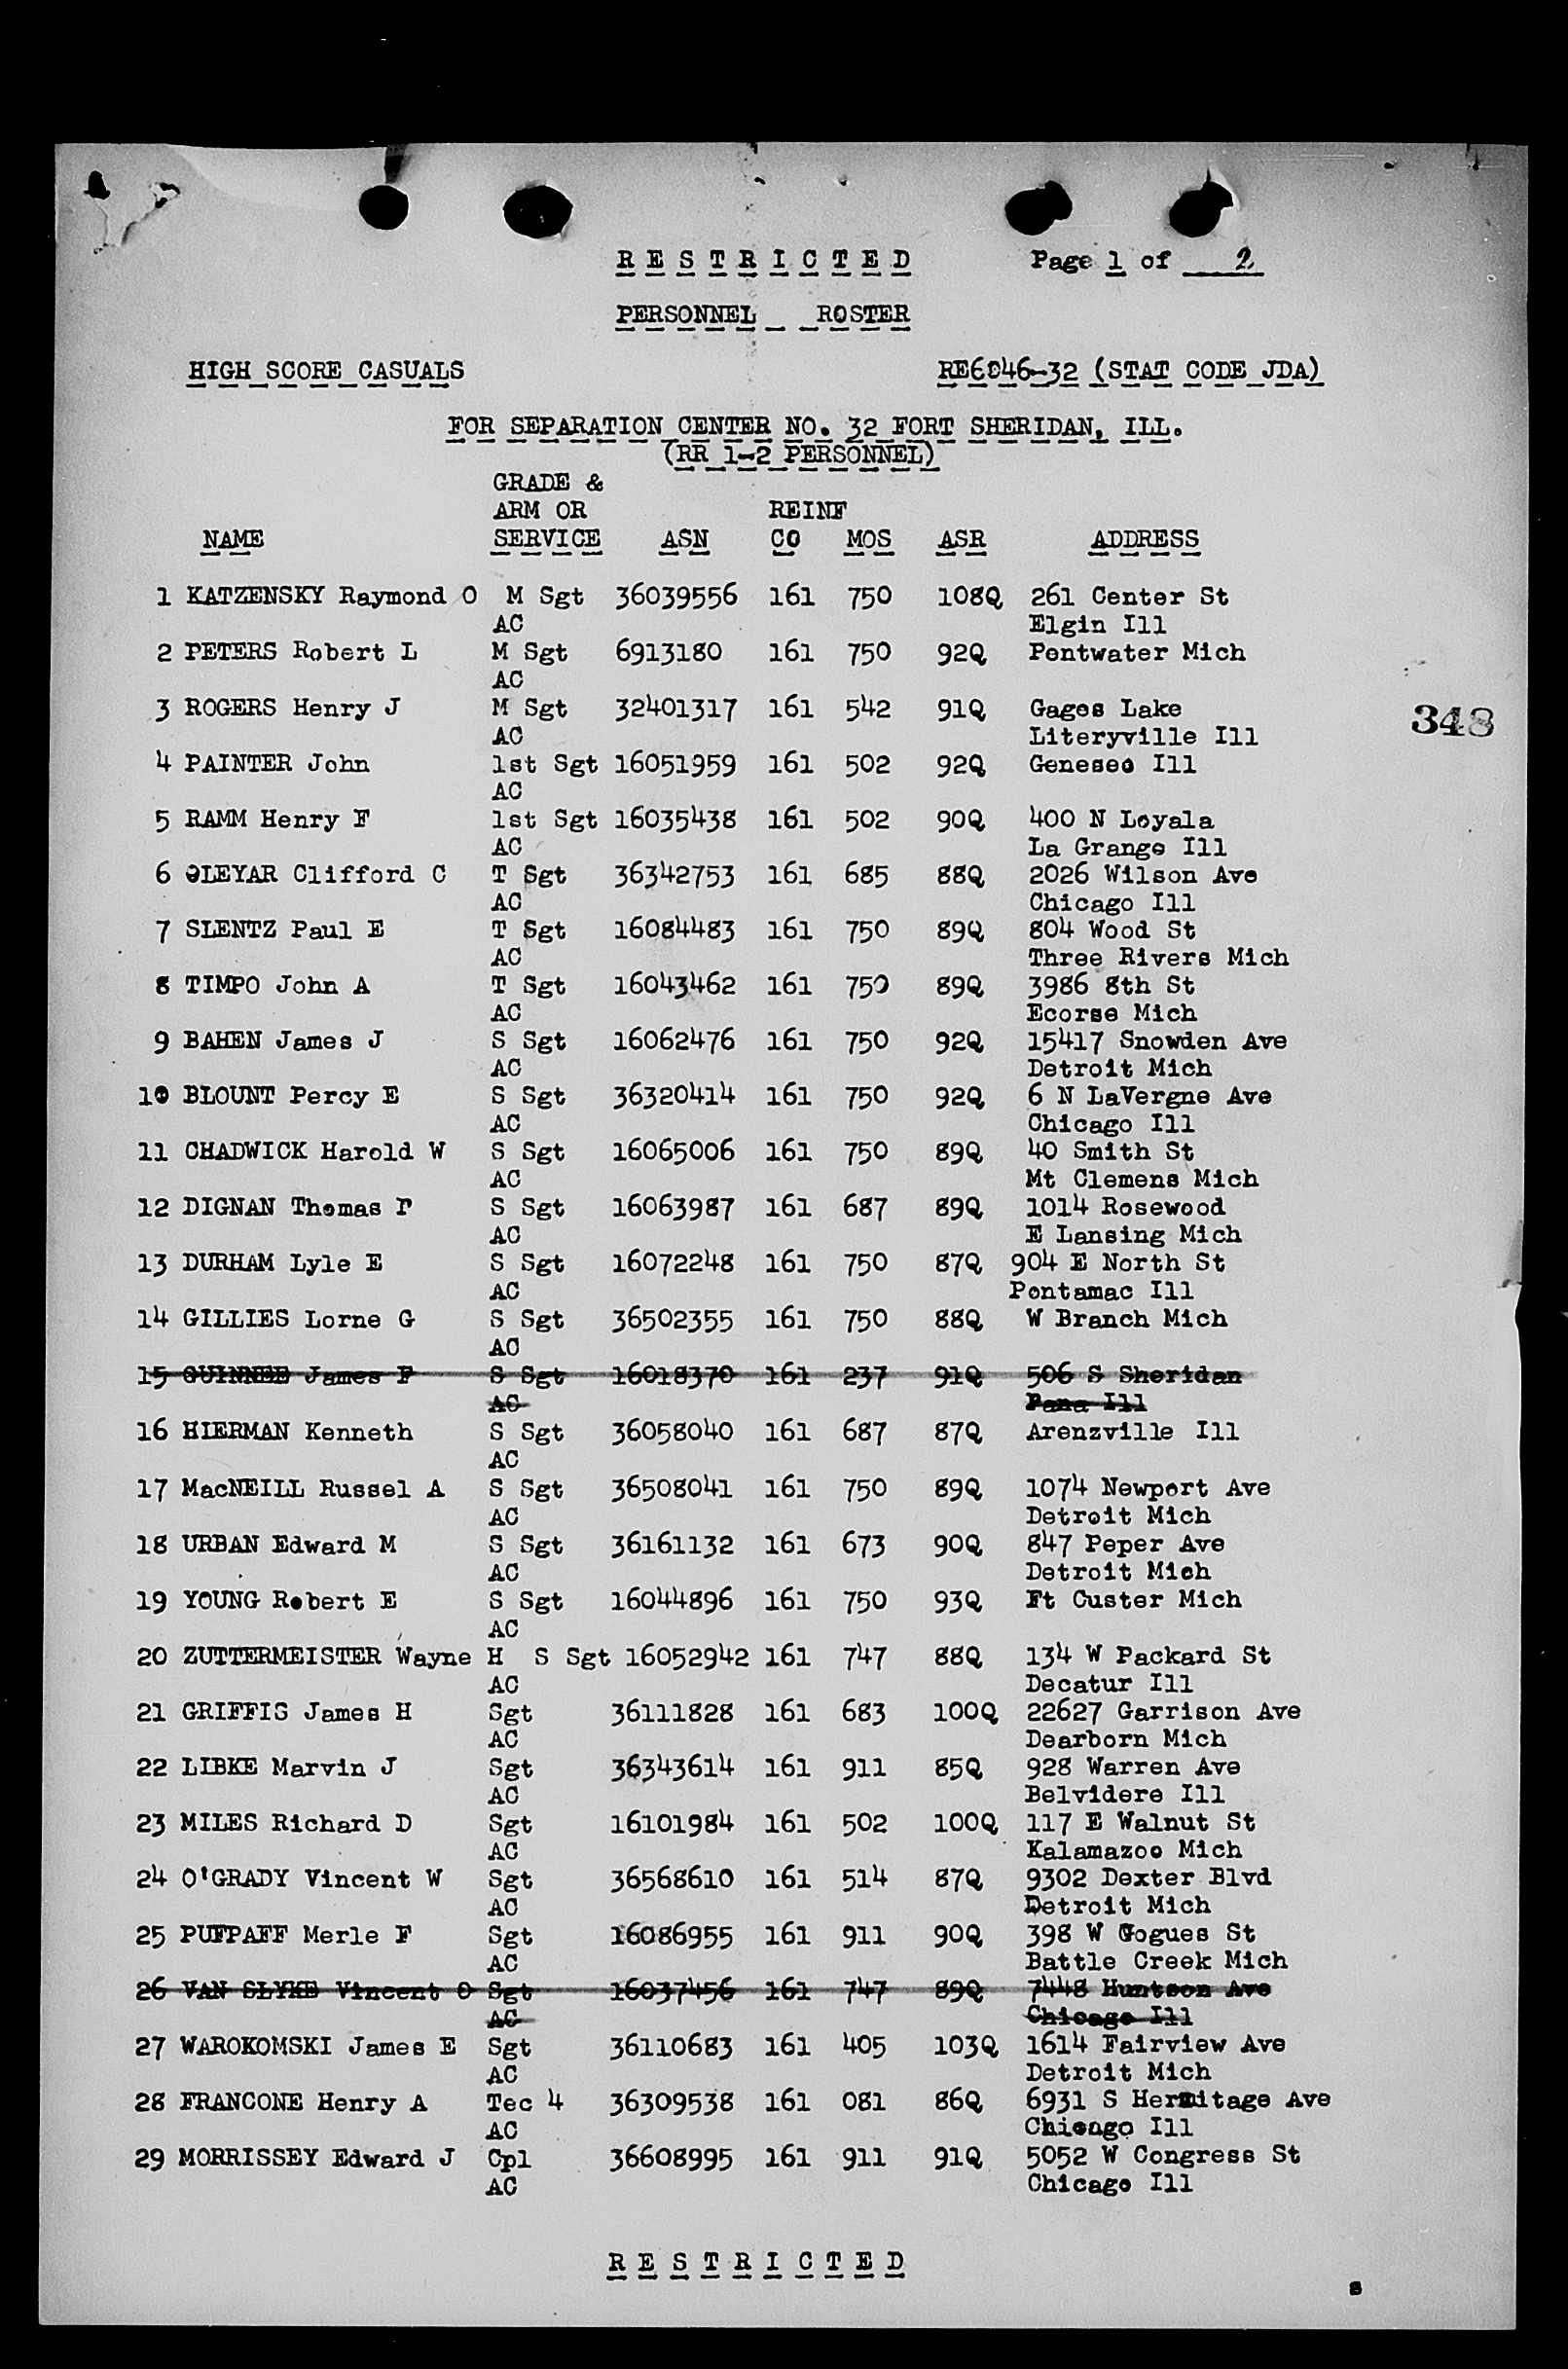 RESTRICTED Page 1 of 2
PERSONNEL ROSTER
HIGH SCORE CASUALS RE6846-32 (STAT CODE JDA)
FOR SEPARATION CENTER NO. 32 FORT SHERIDAN, ILL.
(RR 1-2 PERSONNEL)
GRADE &
ARM OR REINF
NAME SERVICE ASN CO MOS ASR ADDRESS
1 KATZENSKY Raymond O M Sgt 36039556 161 750 108Q 261 Center St
AC Elgin Ill
2 PETERS Robert L M Sgt 6913180 161 750 92Q Pentwater Mich
AC
3 ROGERS Henry J M Sgt 32401317 161 542 91Q Gages Lake
348
AC Literyville Ill
4 PAINTER John 1st Sgt 16051959 161 502 92Q Geneseo Ill
AC
5 RAMM Henry F 1st Sgt 16035438 161 502 90Q 400 N Loyala
AC La Grange Ill
6 OLEYAR Clifford C T Sgt 36342753 161 685 88Q 2026 Wilson Ave
AC Chicago Ill
7 SLENTZ Paul E T Sgt 16084483 161 750 89Q 804 Wood St
AC Three Rivers Mich
8 TIMPO John A T Sgt 16043462 161 750 89Q 3986 8th St
AC Ecorse Mich
9 BAHEN James J S Sgt 16062476 161 750 92Q 15417 Snowden Ave
AC Detroit Mich
10 BLOUNT Percy E S Sgt 36320414 161 750 92Q 6 N LaVergne Ave
AC Chicago Ill
11 CHADWICK Harold W S Sgt 16065006 161 750 89Q 40 Smith St
AC Mt Clemens Mich
12 DIGNAN Thomas P S Sgt 16063987 161 687 89Q 1014 Rosewood
AC E Lansing Mich
13 DURHAM Lyle E S Sgt 16072248 161 750 87Q 904 E North St
AC Pontamac Ill
14 GILLIES Lorne G S Sgt 36502355 161 750 88Q W Branch Mich
AC
15 GUINNEE James F S Sgt 16018370 161 237 91Q 506 S Sheridan
AC Pana Ill
16 HIERMAN Kenneth S Sgt 36058040 161 687 87Q Arenzville Ill
AC
17 MacNEILL Russel A S Sgt 36508041 161 750 89Q 1074 Newport Ave
AC Detroit Mich
18 URBAN Edward M S Sgt 36161132 161 673 90Q 847 Peper Ave
AC Detroit Mich
19 YOUNG Robert E S Sgt 16044896 161 750 93Q Ft Custer Mich
AC
20 ZUTTERMEISTER Wayne H S Sgt 16052942 161 747 88Q 134 W Packard St
AC Decatur Ill
21 GRIFFIS James H Sgt 36111828 161 683 100Q 22627 Garrison Ave
AC Dearborn Mich
22 LIBKE Marvin J Sgt 36343614 161 911 85Q 928 Warren Ave
AC Belvidere Ill
23 MILES Richard D Sgt 16101984 161 502 100Q 117 E Walnut St
AC Kalamazoo Mich
24 O'GRADY Vincent W Sgt 36568610 161 514 87Q 9302 Dexter Blvd
AC Detroit Mich
25 PUFPAFF Merle F Sgt 16086955 161 911 90Q 398 W Gogues St
AC Battle Creek Mich
26 VAN SLYKE Vincent O Sgt 16037456 161 747 89Q 7448 Huntson Ave
AC Chicago Ill
27 WAROKOMSKI James E Sgt 36110683 161 405 103Q 1614 Fairview Ave
AC Detroit Mich
28 FRANCONE Henry A Tec 4 36309538 161 081 86Q 6931 S Hermitage Ave
AC Chicago Ill
29 MORRISSEY Edward J Cpl 36608995 161 911 91Q 5052 W Congress St
AC Chicago Ill
RESTRICTED
s